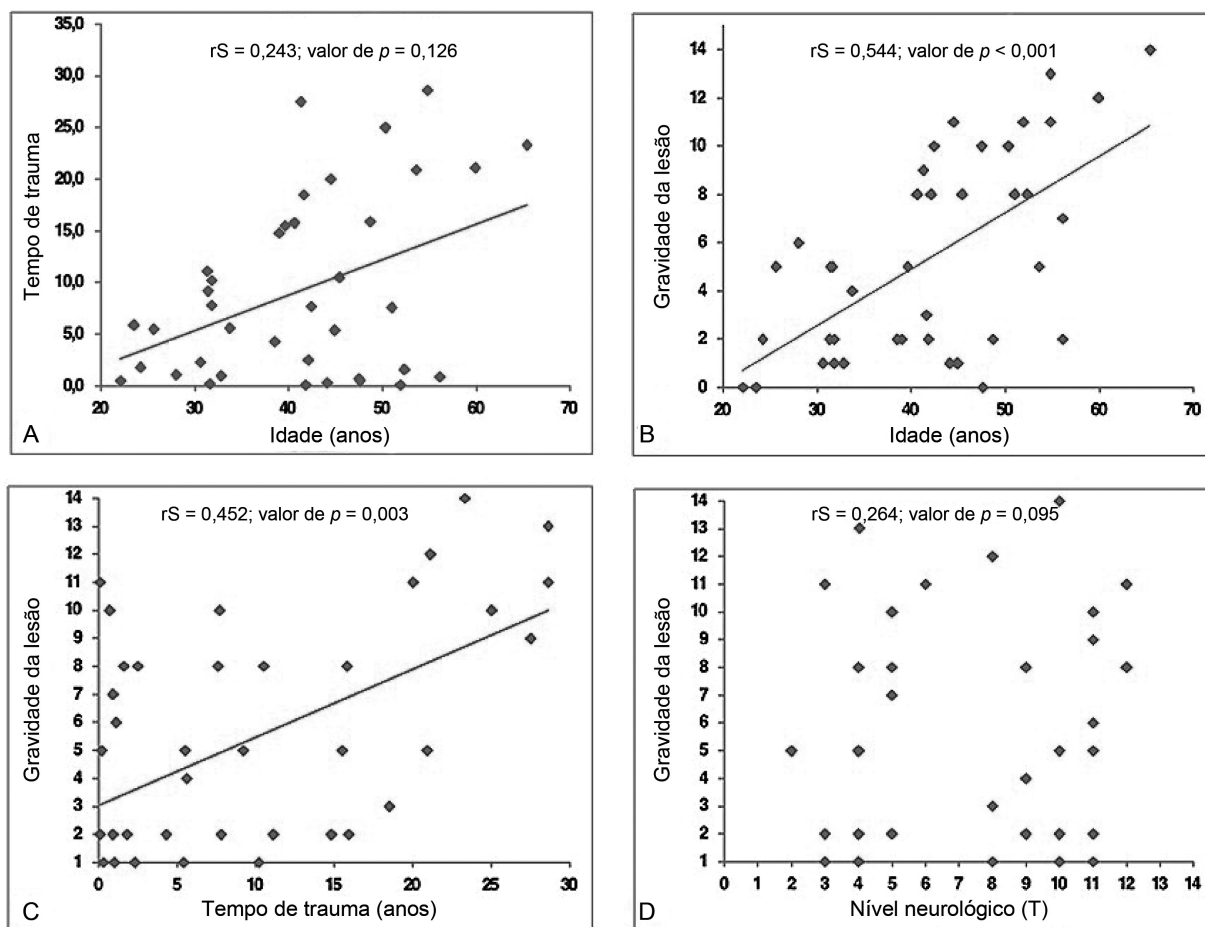 35,0
rS = 0,243; valor de p = 0,126
30,0
25,0
20,0
15,0
10,0
5,0
0,0
Tempo de trauma
20 30 40 50 60 70
A Idade (anos)
rS = 0,544; valor de p < 0,001
14
12
10
8
6
4
2
0
Gravidade da lesão
20 30 40 50 60 70
B Idade (anos)
14
rS = 0,452; valor de p = 0,003
13
12
11
10
9
8
7
6
5
4
3
2
1
Gravidade da lesão
0 5 10 15 20 25 30
C Tempo de trauma (anos)
14
rS = 0,264; valor de p = 0,095
13
12
11
10
9
8
7
6
5
4
3
2
1
Gravidade da lesão
0 1 2 3 4 5 6 7 8 9 10 11 12 13 14
D Nível neurológico (T)